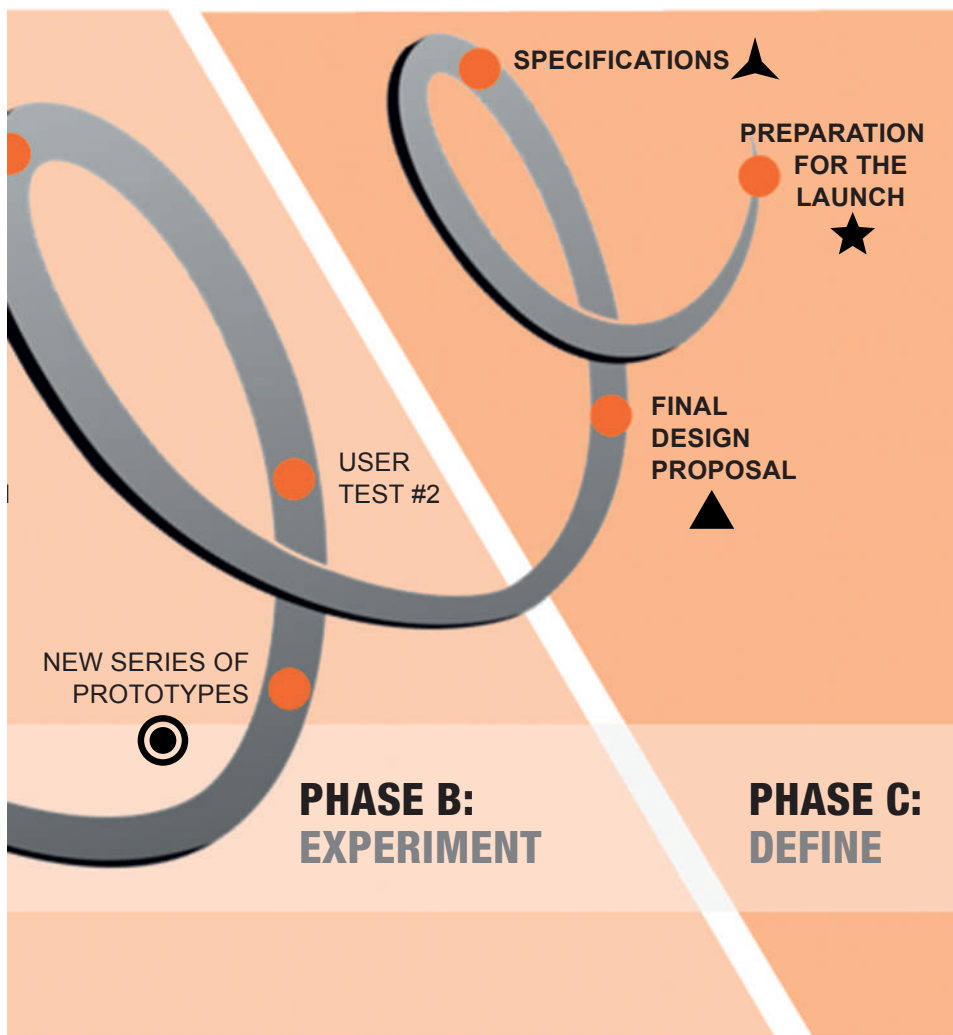 SPECIFICATIONS
PREPARATION
FOR THE
LAUNCH
FINAL
DESIGN
PROPOSAL
USER
TEST #2
NEW SERIES OF
PROTOTYPES
PHASE B:
EXPERIMENT
PHASE C:
DEFINE